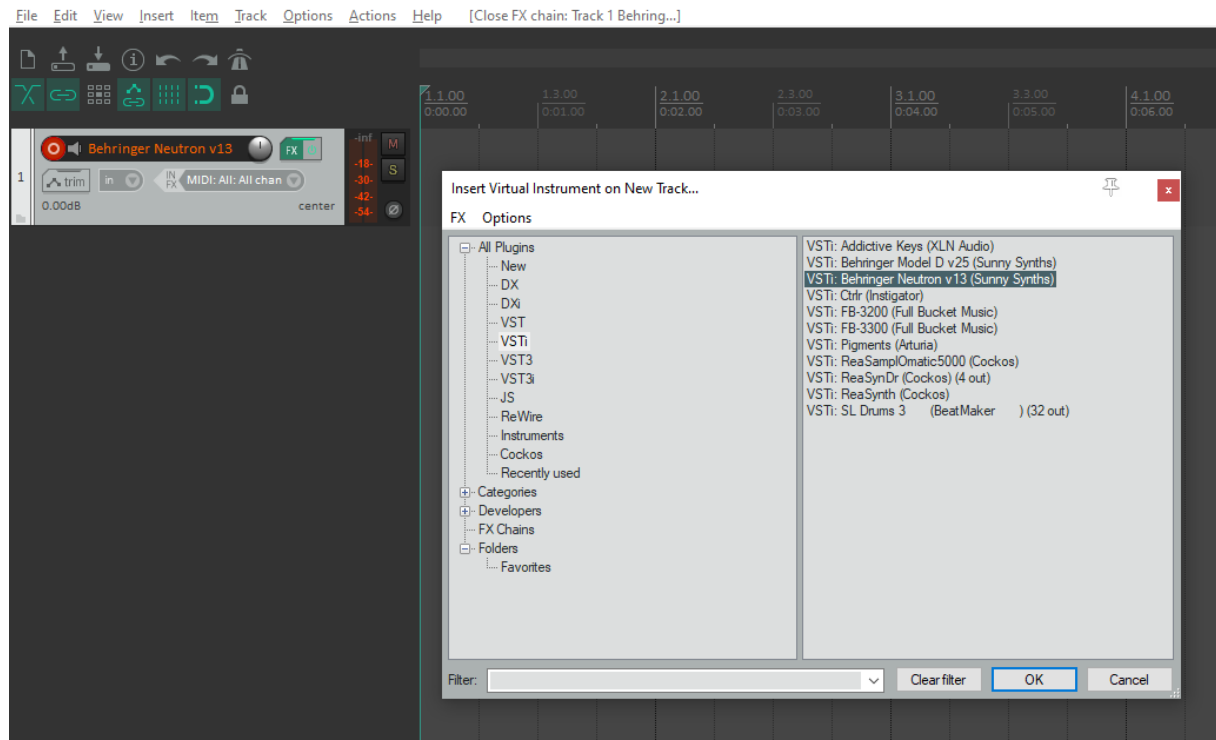 File Edit View Insert Item Track Options Actions Help [Close FX chain: Track 1 Behring...]
1.1.00 1.3.00 2.1.00 2.3.00 3.1.00 3.3.00 4.1.00
0:00.00 0:01.00 0:02.00 0:03.00 0:04.00 0:05.00 0:06.00
1
Behringer Neutron v13 FX
trim in IN FX MIDI: All: All chan
0.00dB center
-inf M
-18- S
-30-
-42-
-54-
Insert Virtual Instrument on New Track...
FX Options
All Plugins
New
DX
DXi
VST
VSTi
VST3
VST3i
JS
ReWire
Instruments
Cockos
Recently used
Categories
Developers
FX Chains
Folders
Favorites
VSTi: Addictive Keys (XLN Audio)
VSTi: Behringer Model D v25 (Sunny Synths)
VSTi: Behringer Neutron v13 (Sunny Synths)
VSTi: Ctrlr (Instigator)
VSTi: FB-3200 (Full Bucket Music)
VSTi: FB-3300 (Full Bucket Music)
VSTi: Pigments (Arturia)
VSTi: ReaSamplOmatic5000 (Cockos)
VSTi: ReaSynDr (Cockos) (4 out)
VSTi: ReaSynth (Cockos)
VSTi: SL Drums 3 (BeatMaker ) (32 out)
Filter: Clear filter OK Cancel